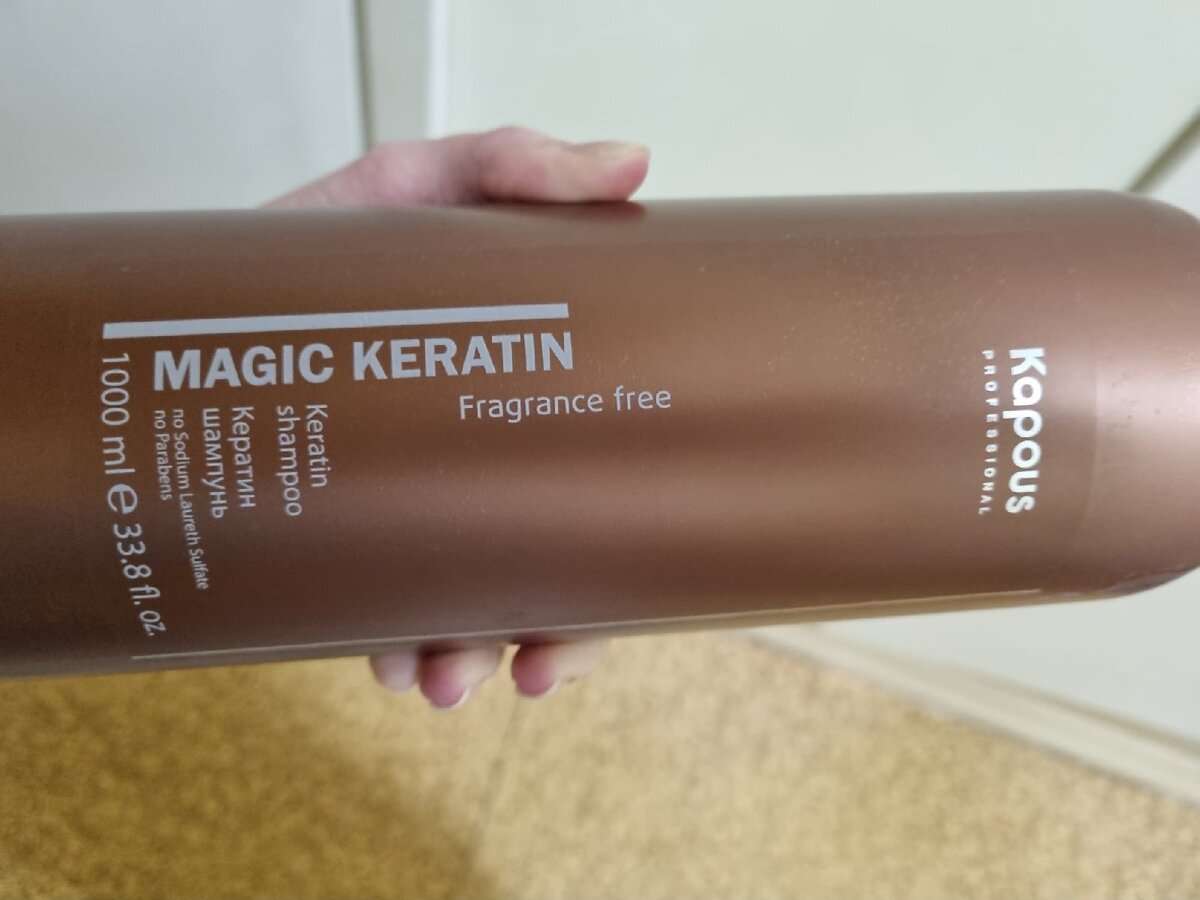 Kapous
PROFESSIONAL
MAGIC KERATIN
Fragrance free
Keratin
shampoo
Кератин
шампунь
no Sodium Laureth Sulfate
no Parabens
1000 ml e 33.8 fl. oz.